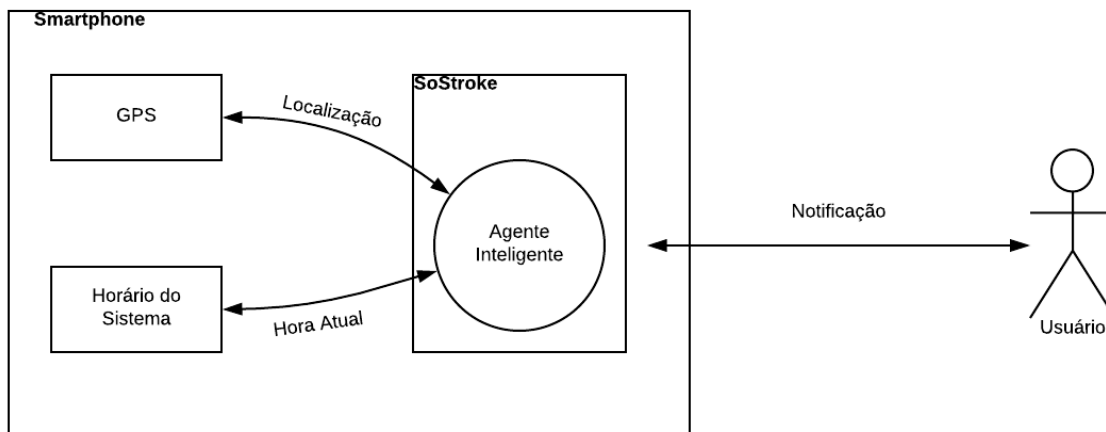 Smartphone
SoStroke
GPS
Localização
Agente
Inteligente
Notificação
Horário do
Sistema
Hora Atual
Usuário